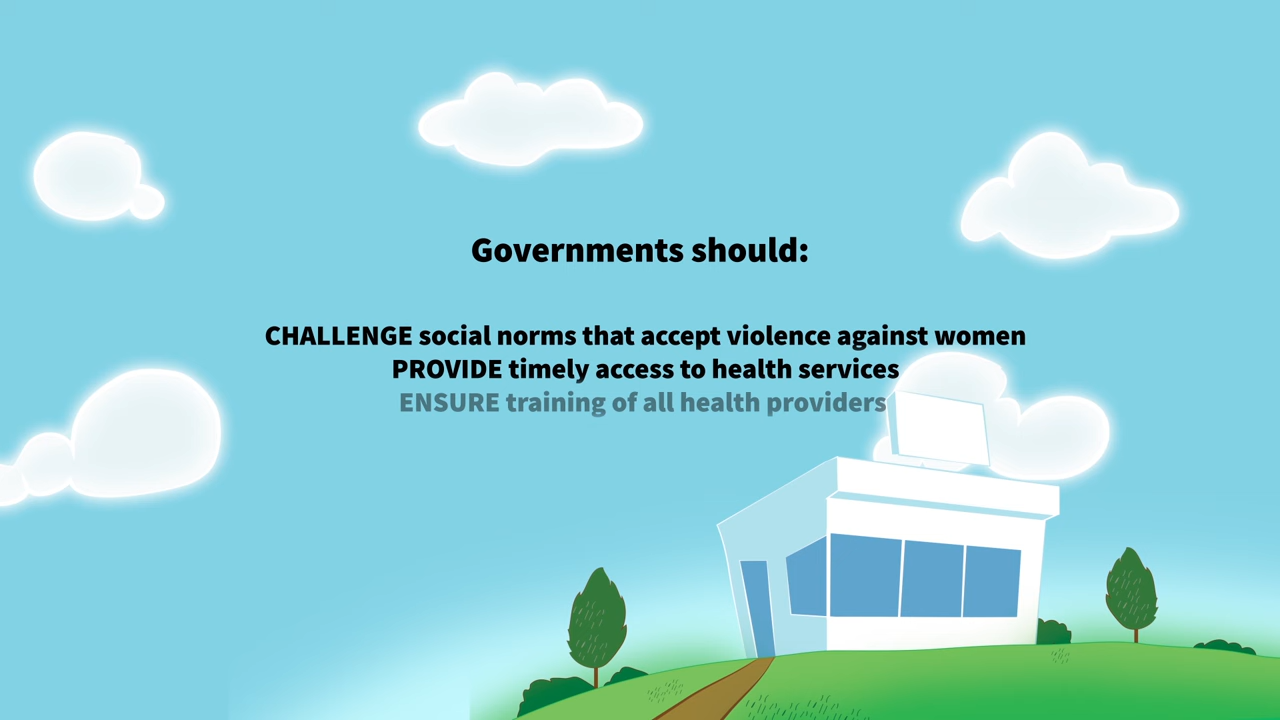 Governments should:
CHALLENGE social norms that accept violence against women
PROVIDE timely access to health services
ENSURE training of all health providers